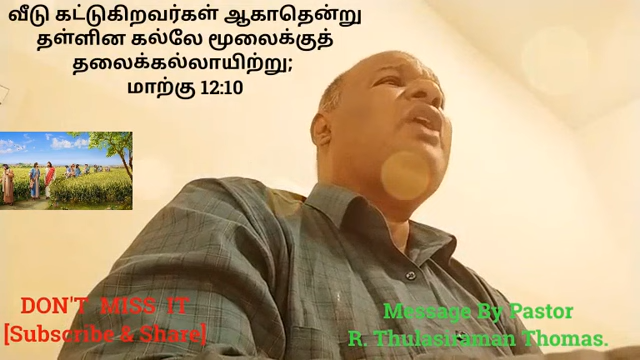 வீடு கட்டுகிறவர்கள் ஆகாதென்று
தள்ளின கல்லே மூலைக்குத்
தலைக்கல்லாயிற்று;
மாற்கு 12:10
DON'T MISS IT
[Subscribe & Share]
Message By Pastor
R. Thulasiraman Thomas.